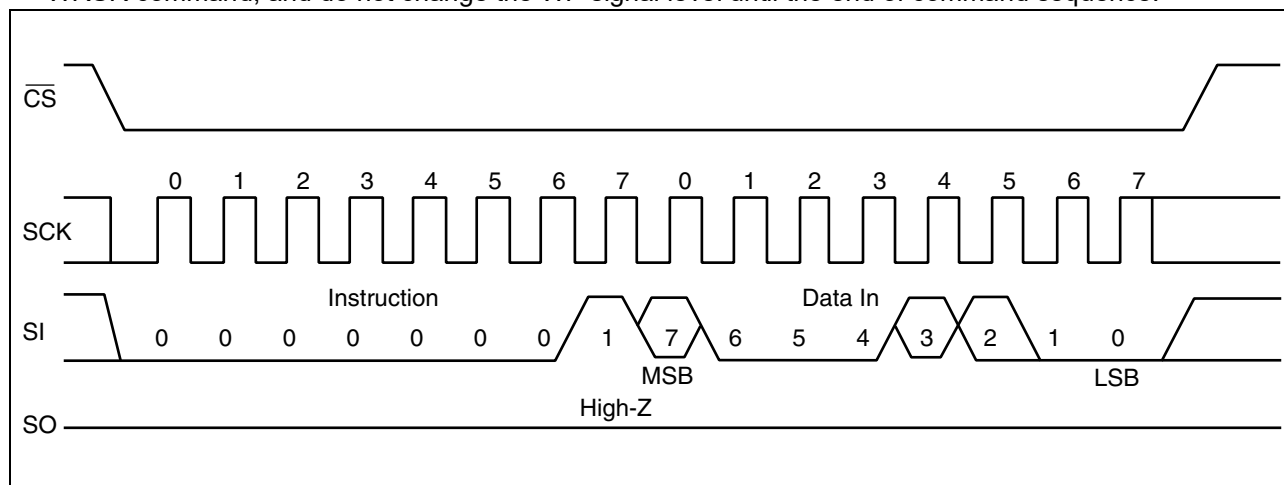 WRSR command, and do not change the WP signal level until the end of command sequence.
CS
0 1 2 3 4 5 6 7 0 1 2 3 4 5 6 7
SCK
Instruction Data In
SI
0 0 0 0 0 0 0 1 7 6 5 4 3 2 1 0
MSB LSB
High-Z
SO